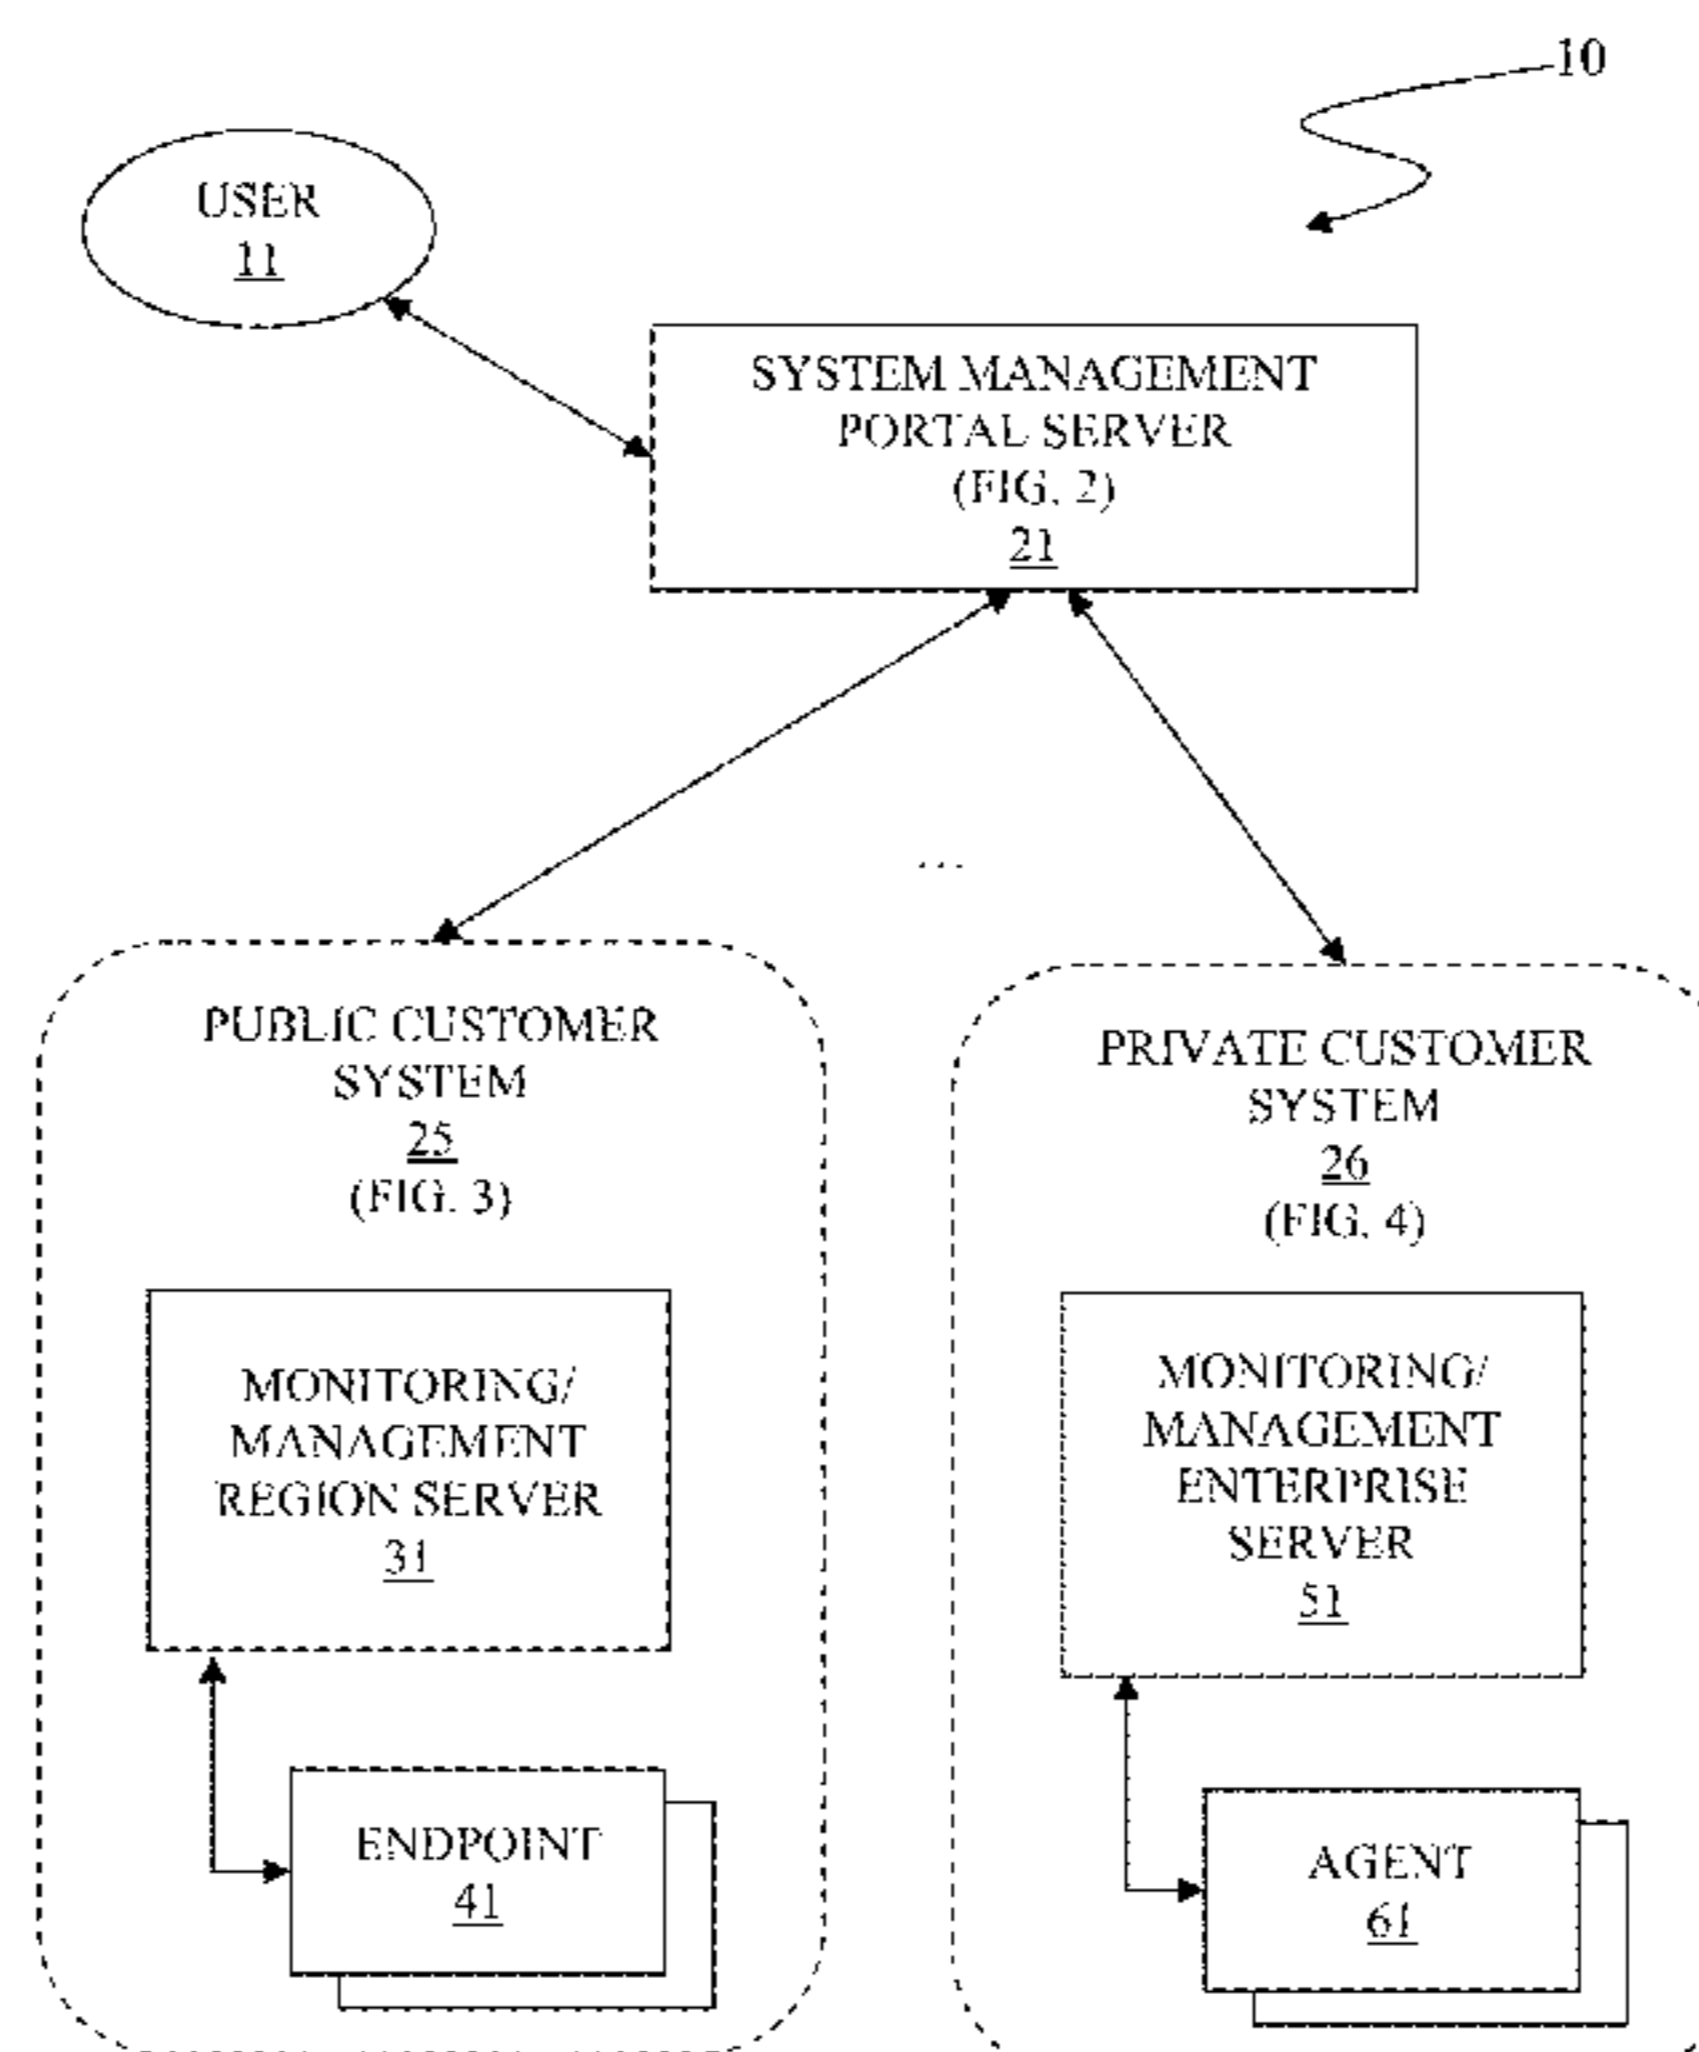 10
USER
11
SYSTEM MANAGEMENT
PORTAL SERVER
(FIG. 2)
21
...
PUBLIC CUSTOMER
SYSTEM
25
(FIG. 3)
MONITORING/
MANAGEMENT
REGION SERVER
31
ENDPOINT
41
PRIVATE CUSTOMER
SYSTEM
26
(FIG. 4)
MONITORING/
MANAGEMENT
ENTERPRISE
SERVER
51
AGENT
61